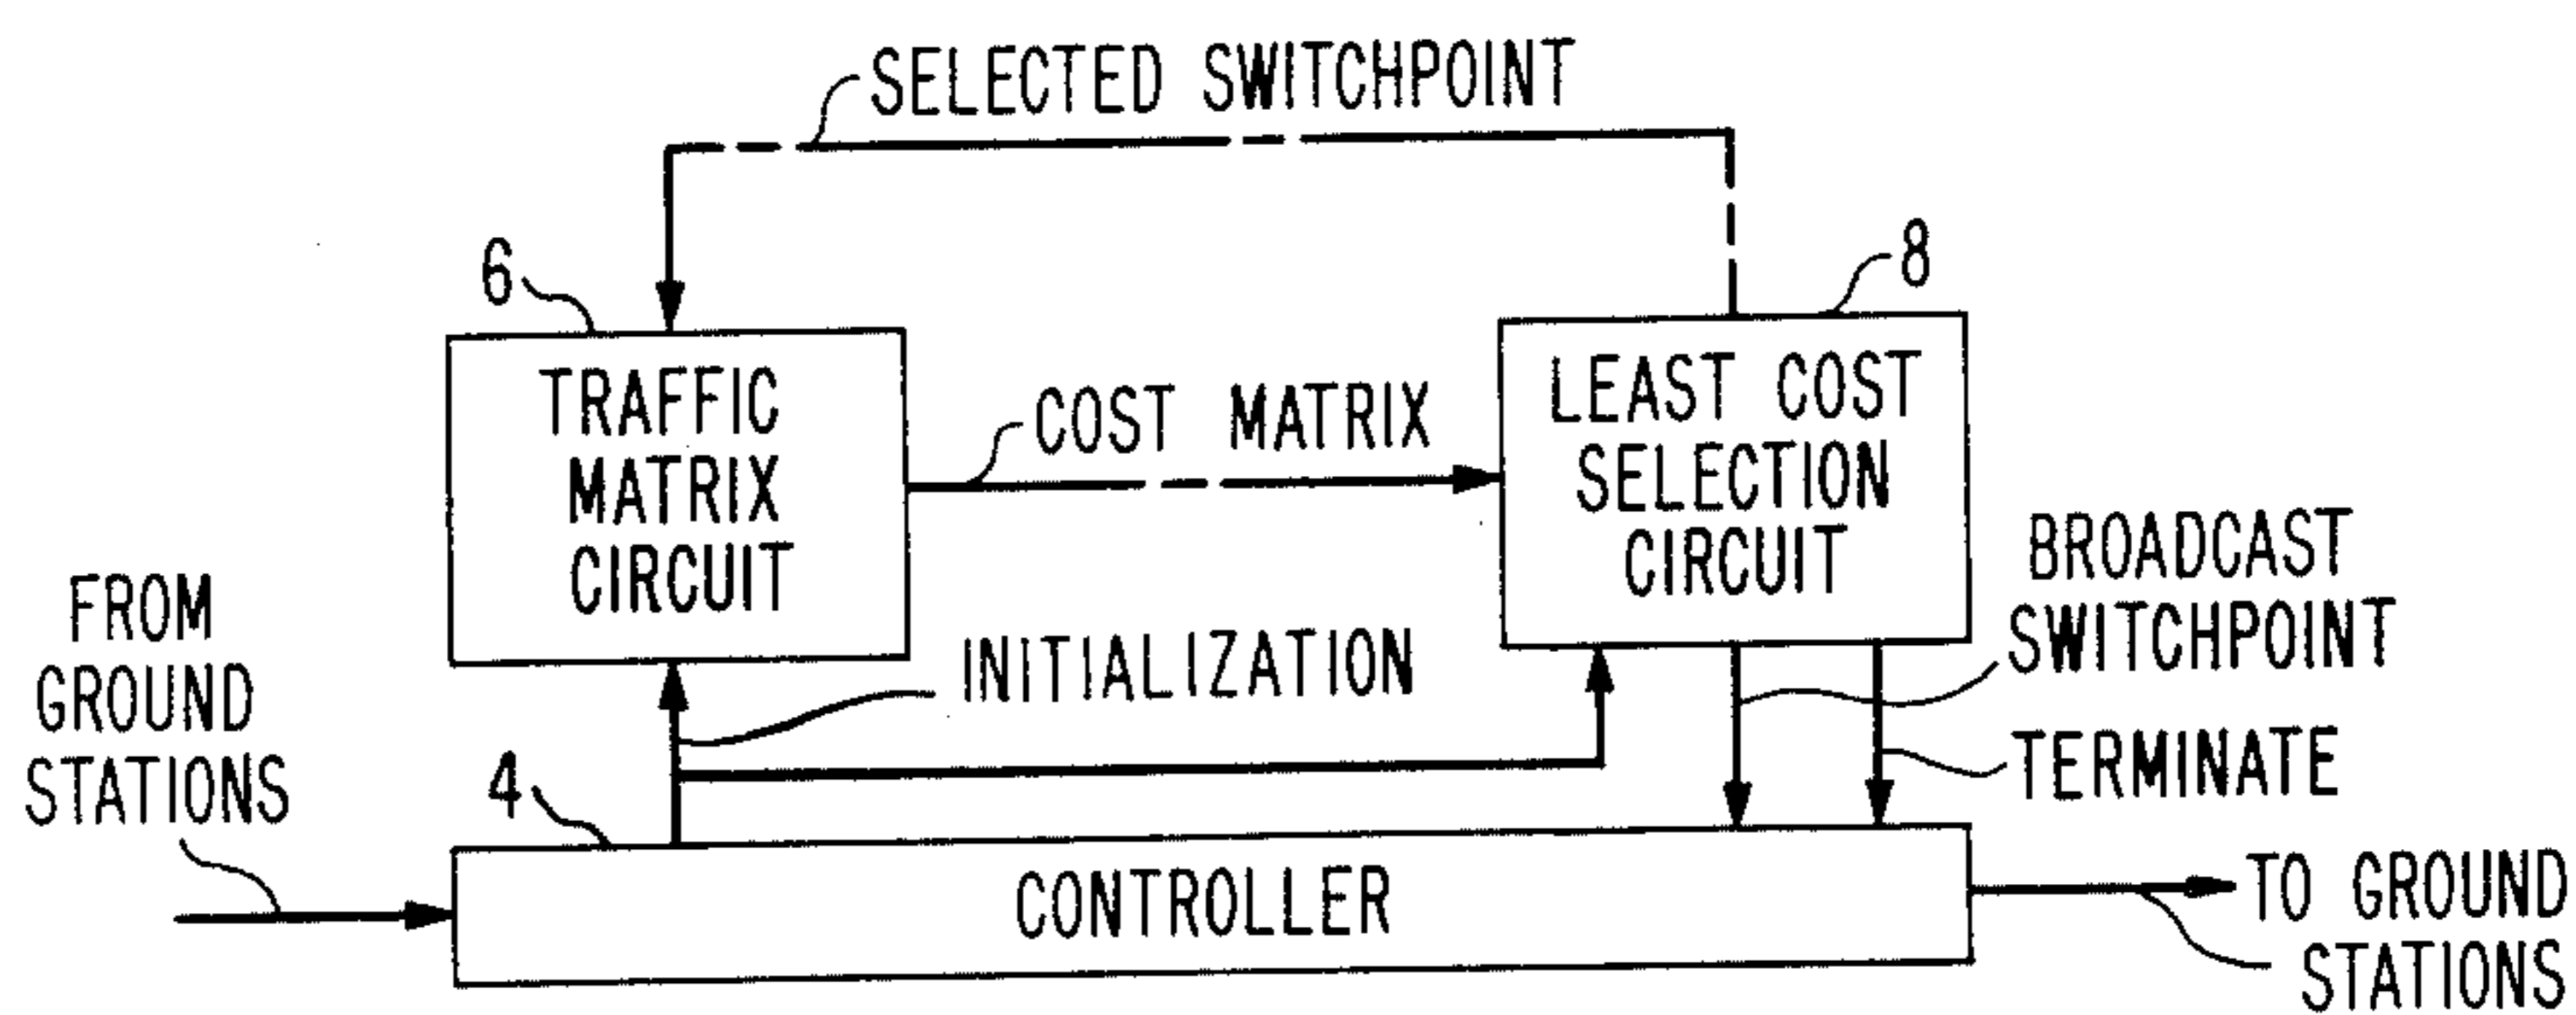 SELECTED SWITCHPOINT
6
8
TRAFFIC
MATRIX
CIRCUIT
COST MATRIX
LEAST COST
SELECTION
CIRCUIT
BROADCAST
SWITCHPOINT
FROM
GROUND
STATIONS
INITIALIZATION
TERMINATE
4
CONTROLLER
TO GROUND
STATIONS